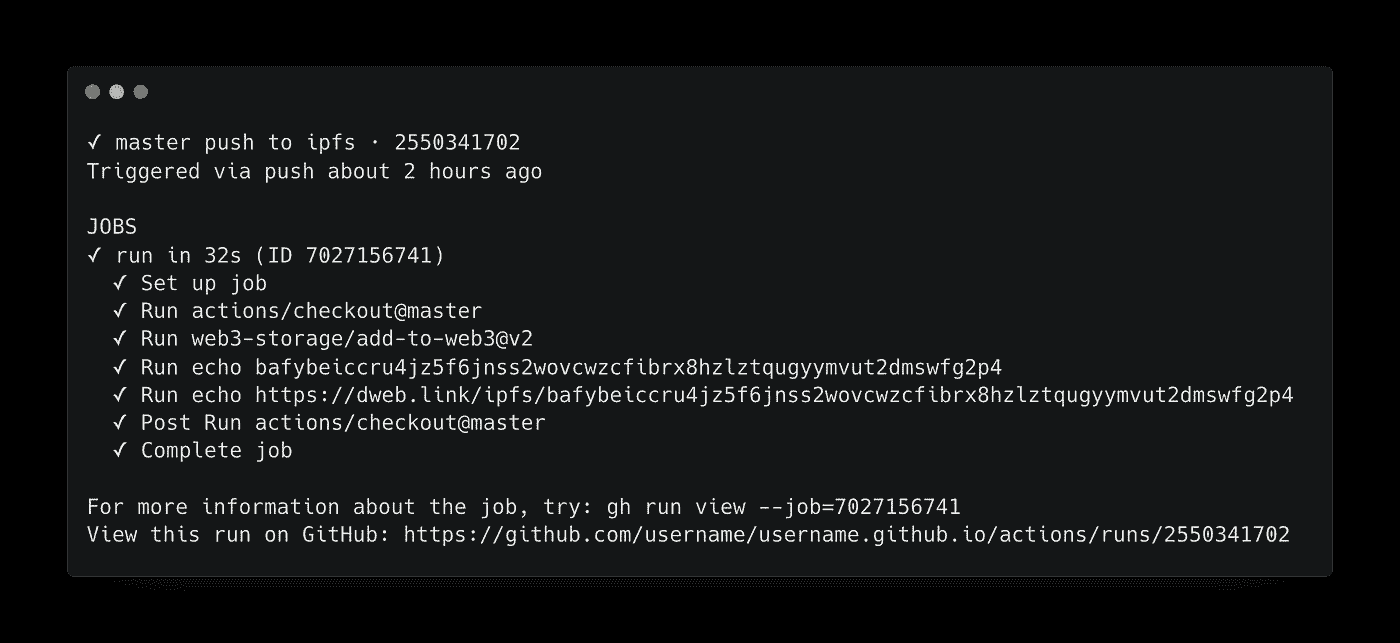 ✓ master push to ipfs · 2550341702
Triggered via push about 2 hours ago
JOBS
✓ run in 32s (ID 7027156741)
✓ Set up job
✓ Run actions/checkout@master
✓ Run web3-storage/add-to-web3@v2
✓ Run echo bafybeiccru4jz5f6jnss2wovcwzcfibrx8hzlztqugyymvut2dmswfg2p4
✓ Run echo https://dweb.link/ipfs/bafybeiccru4jz5f6jnss2wovcwzcfibrx8hzlztqugyymvut2dmswfg2p4
✓ Post Run actions/checkout@master
✓ Complete job
For more information about the job, try: gh run view --job=7027156741
View this run on GitHub: https://github.com/username/username.github.io/actions/runs/2550341702